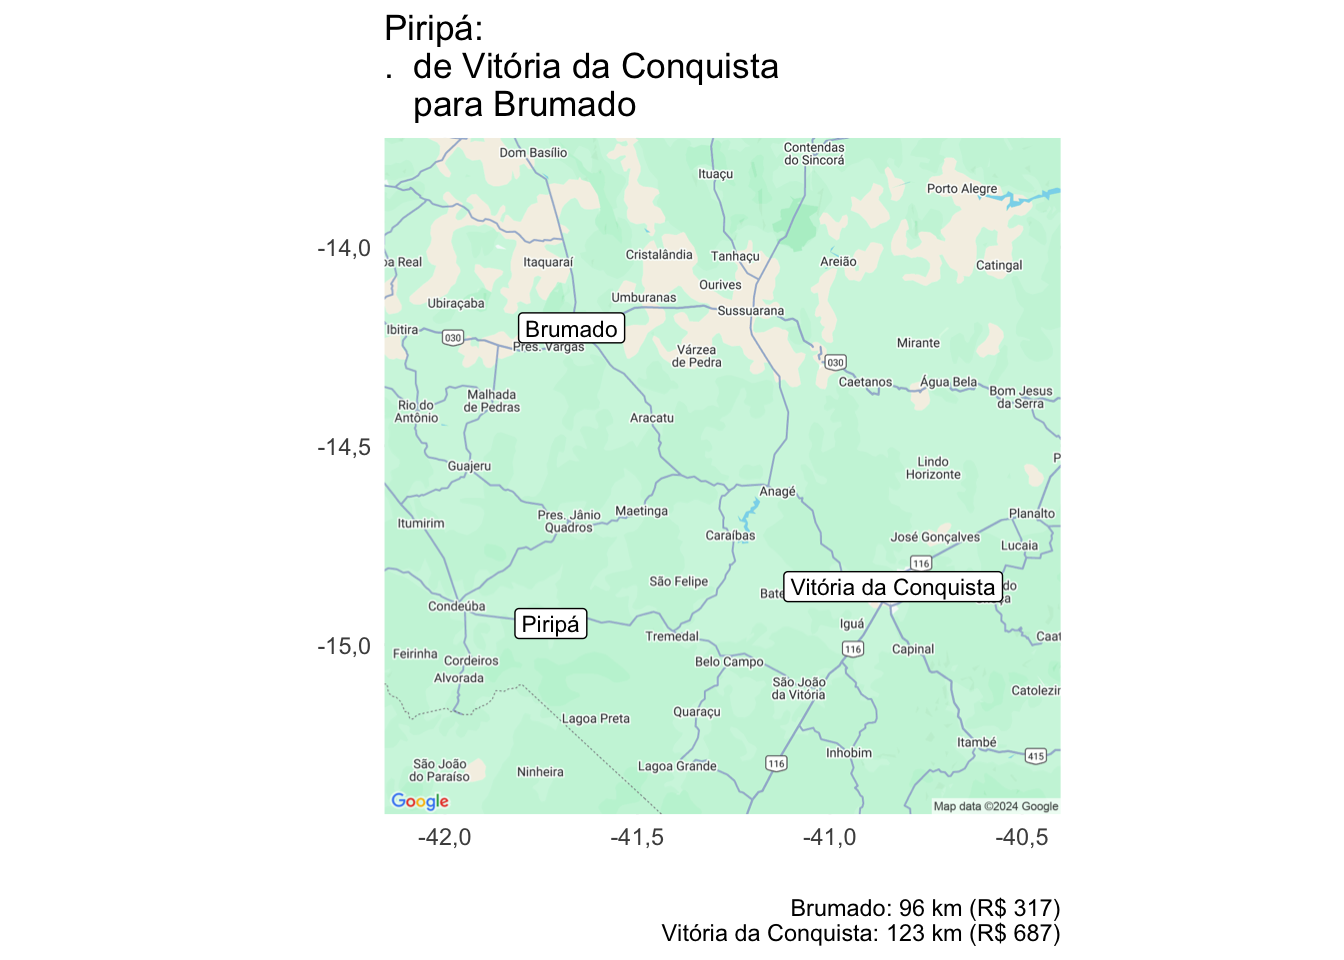 Piripá:
. de Vitória da Conquista
para Brumado
Dom Basílio
Contendas
do Sincorá
Ituaçu
Porto Alegre
-14,0
Cristalândia
Tanhaçu
pa Real
Itaquaraí
Areião
Catingal
Ourives
Ubiraçaba
Umburanas
Sussuarana
Ibitira
030
Brumado
Pres. Vargas
Várzea
de Pedra
Mirante
030
Caetanos
Água Bela
Bom Jesus
da Serra
Malhada
de Pedras
Rio do
Antônio
Aracatu
-14,5
Guajeru
Lindo
Horizonte
P
Anagé
Itumirim
Pres. Jânio
Quadros
Maetinga
Planalto
Caraíbas
José Gonçalves
Lucaia
116
São Felipe
Bate
Vitória da Conquista
do
Condeúba
Piripá
Iguá
Tremedal
-15,0
116
Capinal
Caat
Feirinha
Cordeiros
Belo Campo
Alvorada
São João
da Vitória
Catolezin
Quaraçu
Lagoa Preta
Itambé
Inhobim
415
São João
do Paraíso
Ninheira
Lagoa Grande
116
Google
Map data ©2024 Google
-42,0
-41,5
-41,0
-40,5
Brumado: 96 km (R$ 317)
Vitória da Conquista: 123 km (R$ 687)